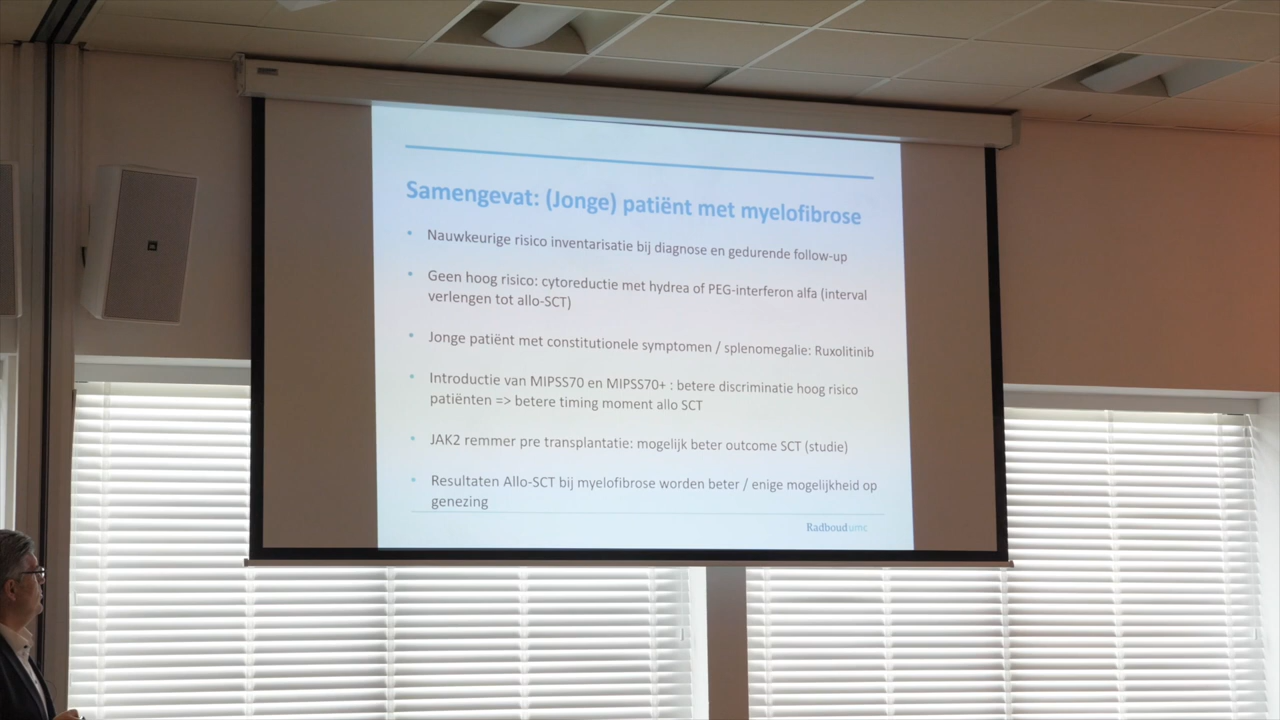 Samengevat: (Jonge) patiënt met myelofibrose
• Nauwkeurige risico inventarisatie bij diagnose en gedurende follow-up
• Geen hoog risico: cytoreductie met hydrea of PEG-interferon alfa (interval
verlengen tot allo-SCT)
• Jonge patiënt met constitutionele symptomen / splenomegalie: Ruxolitinib
• Introductie van MIPSS70 en MIPSS70+ : betere discriminatie hoog risico
patiënten => betere timing moment allo SCT
• JAK2 remmer pre transplantatie: mogelijk beter outcome SCT (studie)
• Resultaten Allo-SCT bij myelofibrose worden beter / enige mogelijkheid op
genezing
Radboudumc